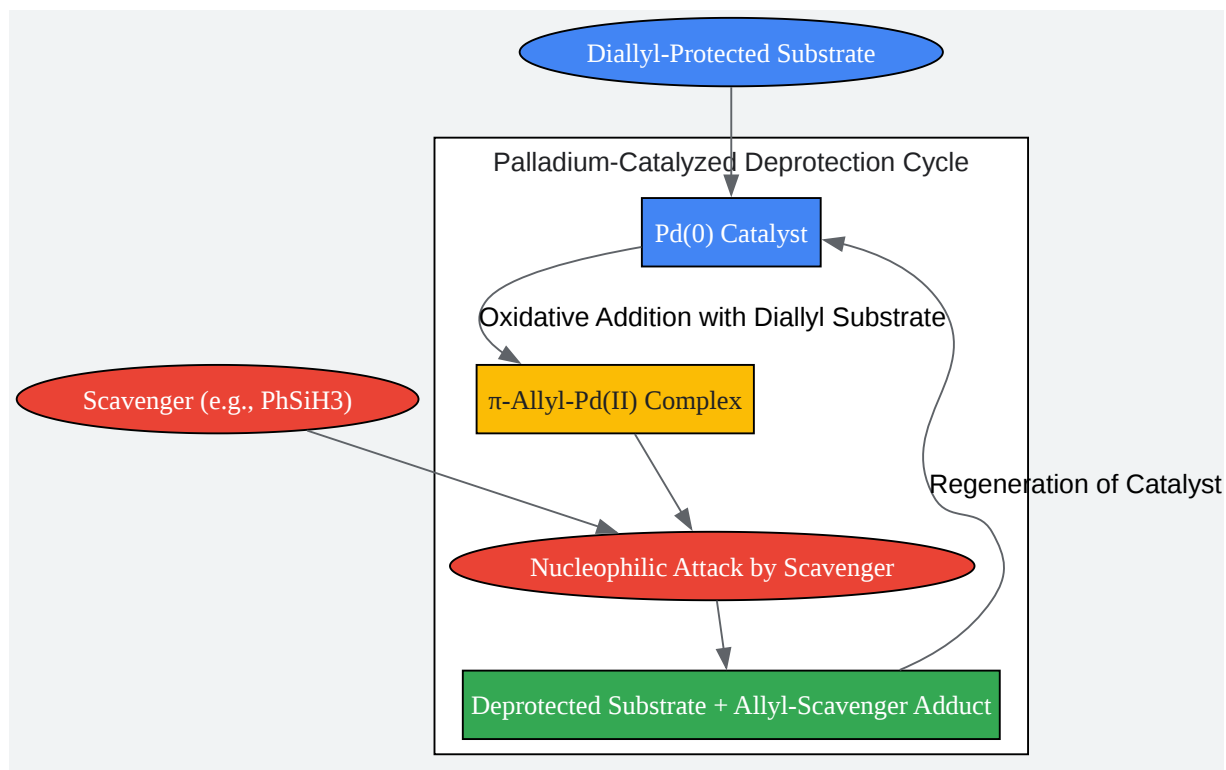 Diallyl-Protected Substrate
Palladium-Catalyzed Deprotection Cycle
Pd(0) Catalyst
Oxidative Addition with Diallyl Substrate
Scavenger (e.g., PhSiH3)
π-Allyl-Pd(II) Complex
Regeneration of Catalyst
Nucleophilic Attack by Scavenger
Deprotected Substrate + Allyl-Scavenger Adduct